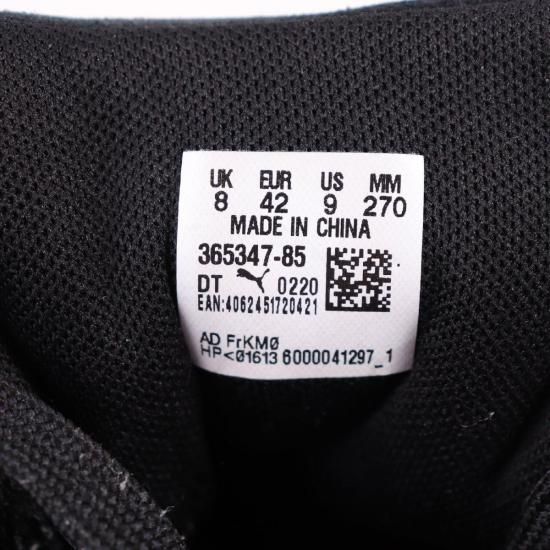 UK EUR US MM
8 42 9 270
MADE IN CHINA
365347-85
DT 0220
EAN:4062451720421
AD FrKMØ
HP<Ø1613 6000041297_1